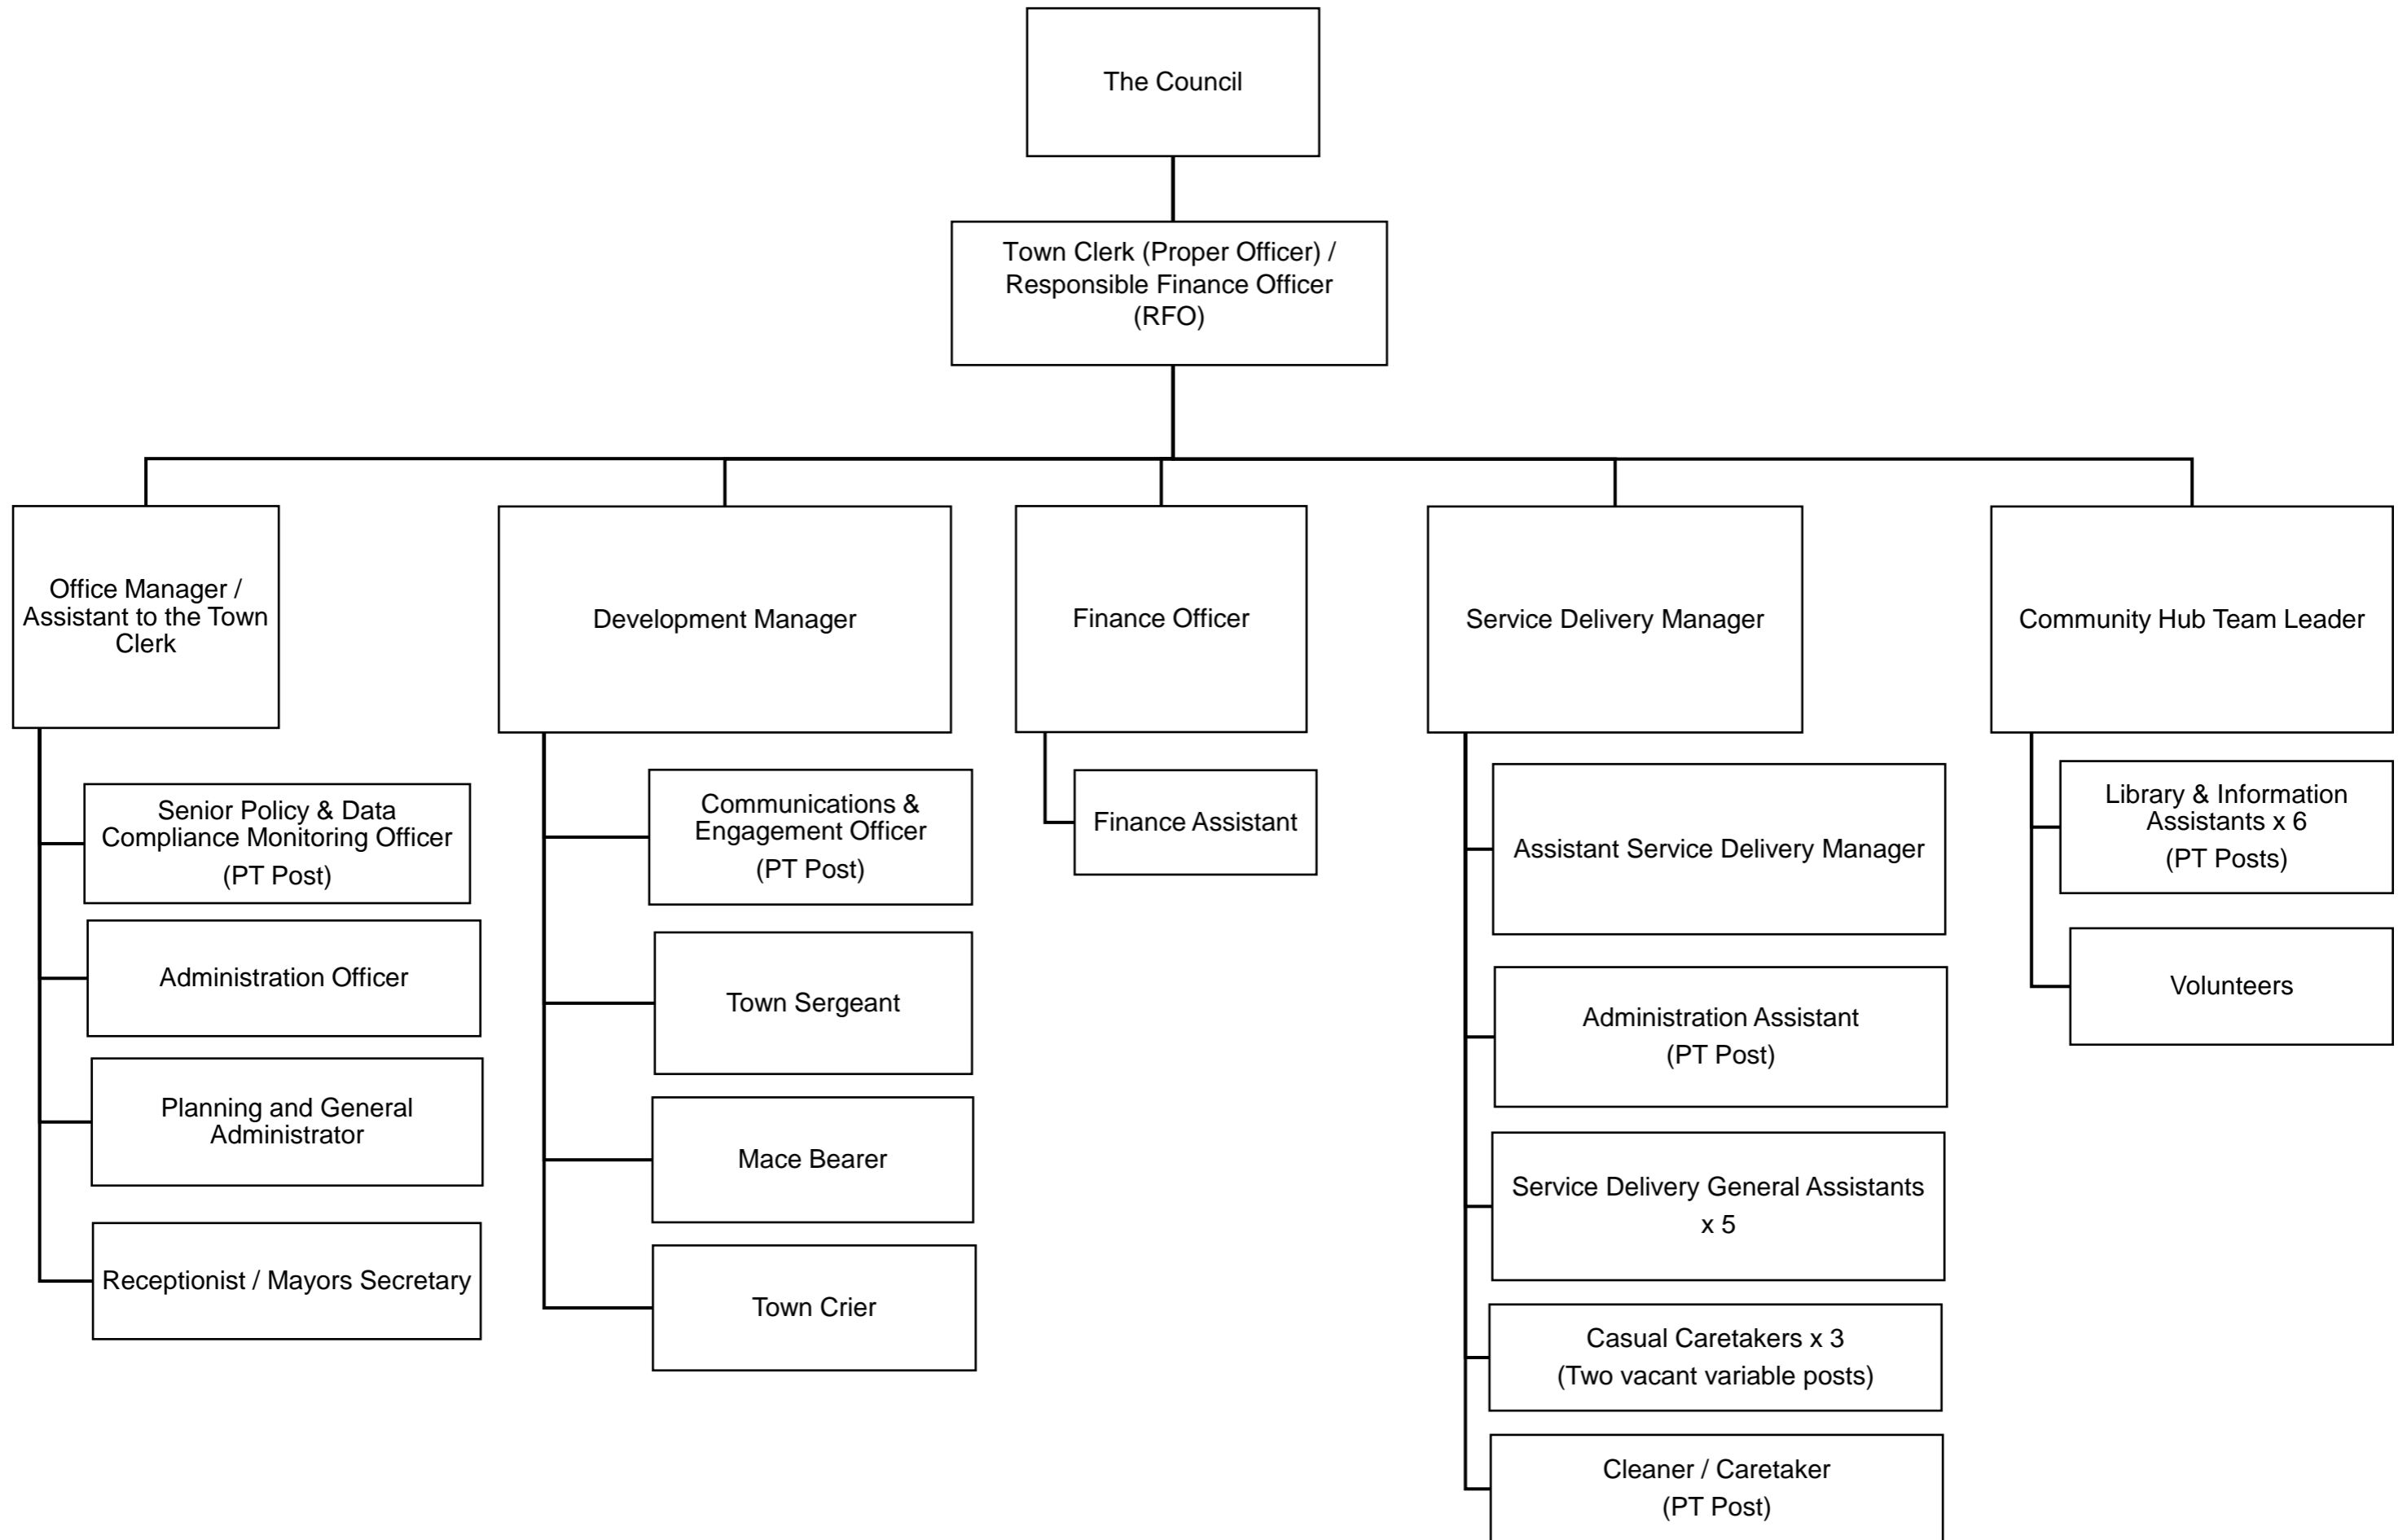 The Council
Town Clerk (Proper Officer) /
Responsible Finance Officer
(RFO)
Office Manager /
Assistant to the Town
Clerk
Development Manager
Finance Officer
Service Delivery Manager
Community Hub Team Leader
Senior Policy & Data
Compliance Monitoring Officer
(PT Post)
Administration Officer
Planning and General
Administrator
Receptionist / Mayors Secretary
Communications &
Engagement Officer
(PT Post)
Town Sergeant
Mace Bearer
Town Crier
Finance Assistant
Assistant Service Delivery Manager
Administration Assistant
(PT Post)
Service Delivery General Assistants
x 5
Casual Caretakers x 3
(Two vacant variable posts)
Cleaner / Caretaker
(PT Post)
Library & Information
Assistants x 6
(PT Posts)
Volunteers